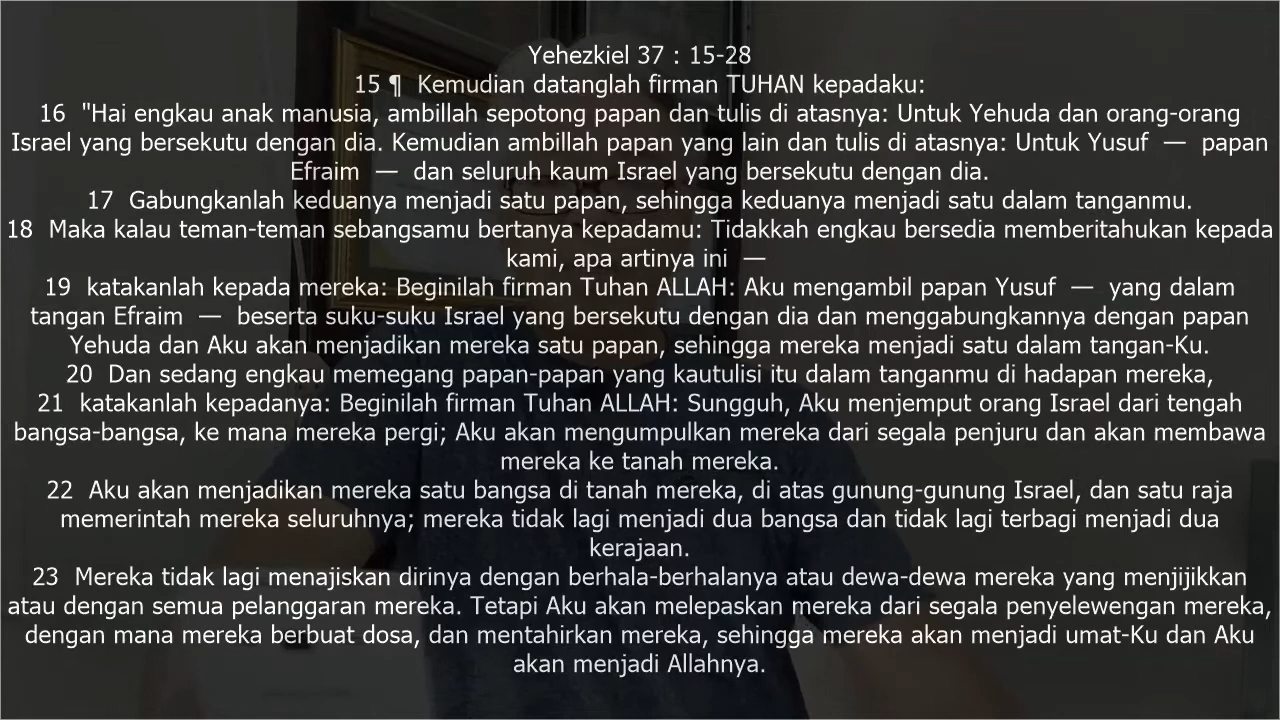 Yehezkiel 37 : 15-28
15 ¶  Kemudian datanglah firman TUHAN kepadaku:
16  "Hai engkau anak manusia, ambillah sepotong papan dan tulis di atasnya: Untuk Yehuda dan orang-orang
Israel yang bersekutu dengan dia. Kemudian ambillah papan yang lain dan tulis di atasnya: Untuk Yusuf  —  papan
Efraim  —  dan seluruh kaum Israel yang bersekutu dengan dia.
17  Gabungkanlah keduanya menjadi satu papan, sehingga keduanya menjadi satu dalam tanganmu.
18  Maka kalau teman-teman sebangsamu bertanya kepadamu: Tidakkah engkau bersedia memberitahukan kepada
kami, apa artinya ini  —
19  katakanlah kepada mereka: Beginilah firman Tuhan ALLAH: Aku mengambil papan Yusuf  —  yang dalam
tangan Efraim  —  beserta suku-suku Israel yang bersekutu dengan dia dan menggabungkannya dengan papan
Yehuda dan Aku akan menjadikan mereka satu papan, sehingga mereka menjadi satu dalam tangan-Ku.
20  Dan sedang engkau memegang papan-papan yang kautulisi itu dalam tanganmu di hadapan mereka,
21  katakanlah kepadanya: Beginilah firman Tuhan ALLAH: Sungguh, Aku menjemput orang Israel dari tengah
bangsa-bangsa, ke mana mereka pergi; Aku akan mengumpulkan mereka dari segala penjuru dan akan membawa
mereka ke tanah mereka.
22  Aku akan menjadikan mereka satu bangsa di tanah mereka, di atas gunung-gunung Israel, dan satu raja
memerintah mereka seluruhnya; mereka tidak lagi menjadi dua bangsa dan tidak lagi terbagi menjadi dua
kerajaan.
23  Mereka tidak lagi menajiskan dirinya dengan berhala-berhalanya atau dewa-dewa mereka yang menjijikkan
atau dengan semua pelanggaran mereka. Tetapi Aku akan melepaskan mereka dari segala penyelewengan mereka,
dengan mana mereka berbuat dosa, dan mentahirkan mereka, sehingga mereka akan menjadi umat-Ku dan Aku
akan menjadi Allahnya.